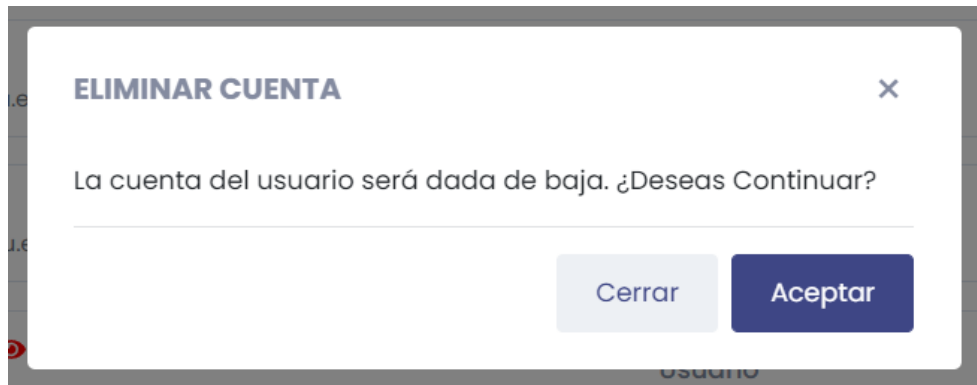 ELIMINAR CUENTA
La cuenta del usuario será dada de baja. ¿Deseas Continuar?
Cerrar
Aceptar